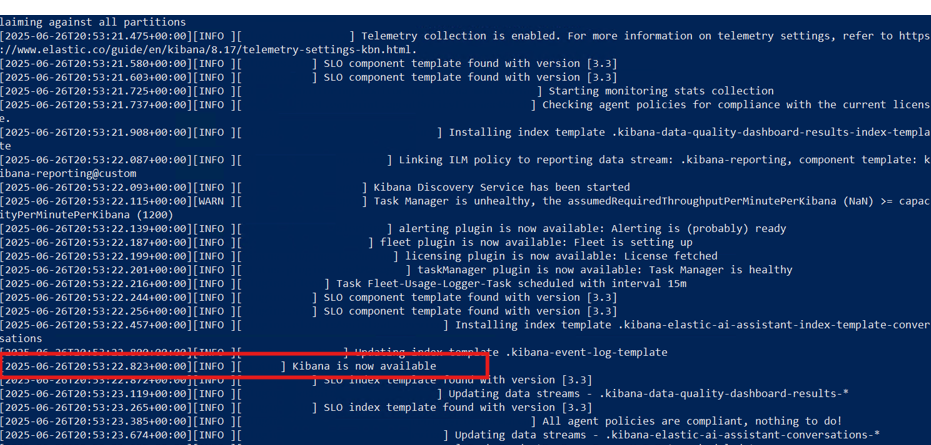 laiming against all partitions
[2025-06-26T20:53:21.475+00:00][INFO ][ ] Telemetry collection is enabled. For more information on telemetry settings, refer to https
://www.elastic.co/guide/en/kibana/8.17/telemetry-settings-kbn.html.
[2025-06-26T20:53:21.580+00:00][INFO ][ ] SLO component template found with version [3.3]
[2025-06-26T20:53:21.603+00:00][INFO ][ ] SLO component template found with version [3.3]
[2025-06-26T20:53:21.725+00:00][INFO ][ ] Starting monitoring stats collection
[2025-06-26T20:53:21.737+00:00][INFO ][ ] Checking agent policies for compliance with the current licens
e.
[2025-06-26T20:53:21.908+00:00][INFO ][ ] Installing index template .kibana-data-quality-dashboard-results-index-templa
te
[2025-06-26T20:53:22.087+00:00][INFO ][ ] Linking ILM policy to reporting data stream: .kibana-reporting, component template: k
ibana-reporting@custom
[2025-06-26T20:53:22.093+00:00][INFO ][ ] Kibana Discovery Service has been started
[2025-06-26T20:53:22.115+00:00][WARN ][ ] Task Manager is unhealthy, the assumedRequiredThroughputPerMinutePerKibana (NaN) >= capac
ityPerMinutePerKibana (1200)
[2025-06-26T20:53:22.139+00:00][INFO ][ ] alerting plugin is now available: Alerting is (probably) ready
[2025-06-26T20:53:22.187+00:00][INFO ][ ] fleet plugin is now available: Fleet is setting up
[2025-06-26T20:53:22.199+00:00][INFO ][ ] licensing plugin is now available: License fetched
[2025-06-26T20:53:22.201+00:00][INFO ][ ] taskManager plugin is now available: Task Manager is healthy
[2025-06-26T20:53:22.216+00:00][INFO ][ ] Task Fleet-Usage-Logger-Task scheduled with interval 15m
[2025-06-26T20:53:22.244+00:00][INFO ][ ] SLO component template found with version [3.3]
[2025-06-26T20:53:22.256+00:00][INFO ][ ] SLO component template found with version [3.3]
[2025-06-26T20:53:22.457+00:00][INFO ][ ] Installing index template .kibana-elastic-ai-assistant-index-template-conver
sations
[2025-06-26T20:53:22.800+00:00][INFO ][ ] Updating index template .kibana-event-log-template
[2025-06-26T20:53:22.823+00:00][INFO ][ ] Kibana is now available
[2025-06-26T20:53:22.872+00:00][INFO ][ ] SLO index template found with version [3.3]
[2025-06-26T20:53:23.119+00:00][INFO ][ ] Updating data streams - .kibana-data-quality-dashboard-results-*
[2025-06-26T20:53:23.265+00:00][INFO ][ ] SLO index template found with version [3.3]
[2025-06-26T20:53:23.385+00:00][INFO ][ ] All agent policies are compliant, nothing to do!
[2025-06-26T20:53:23.674+00:00][INFO ][ ] Updating data streams - .kibana-elastic-ai-assistant-conversations-*